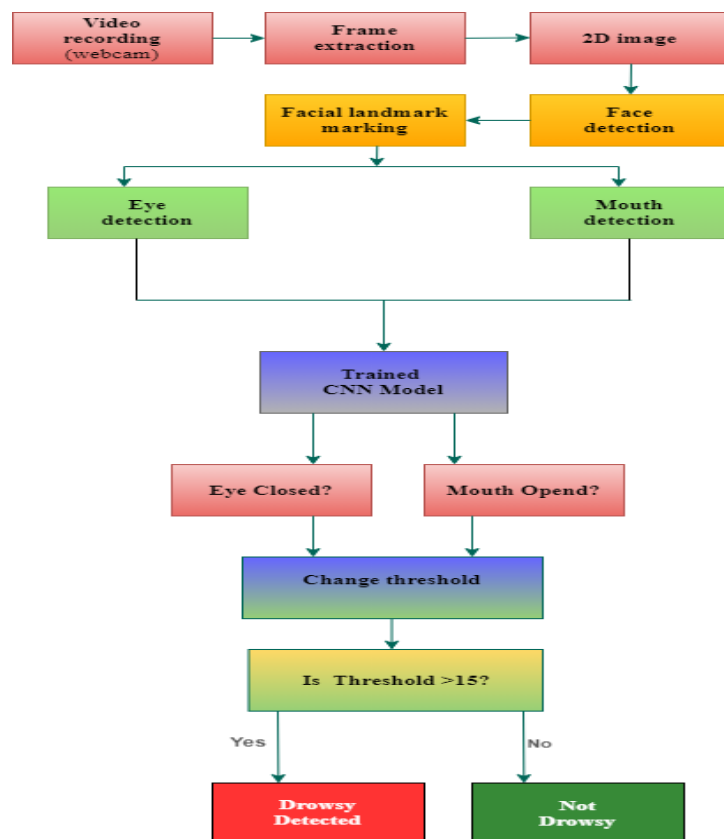 Video
recording
(webcam)
Frame
extraction
2D image
Facial landmark
marking
Face
detection
Eye
detection
Mouth
detection
Trained
CNN Model
Eye Closed?
Mouth Opend?
Change threshold
Is Threshold >15?
Yes
No
Drowsy
Detected
Not
Drowsy